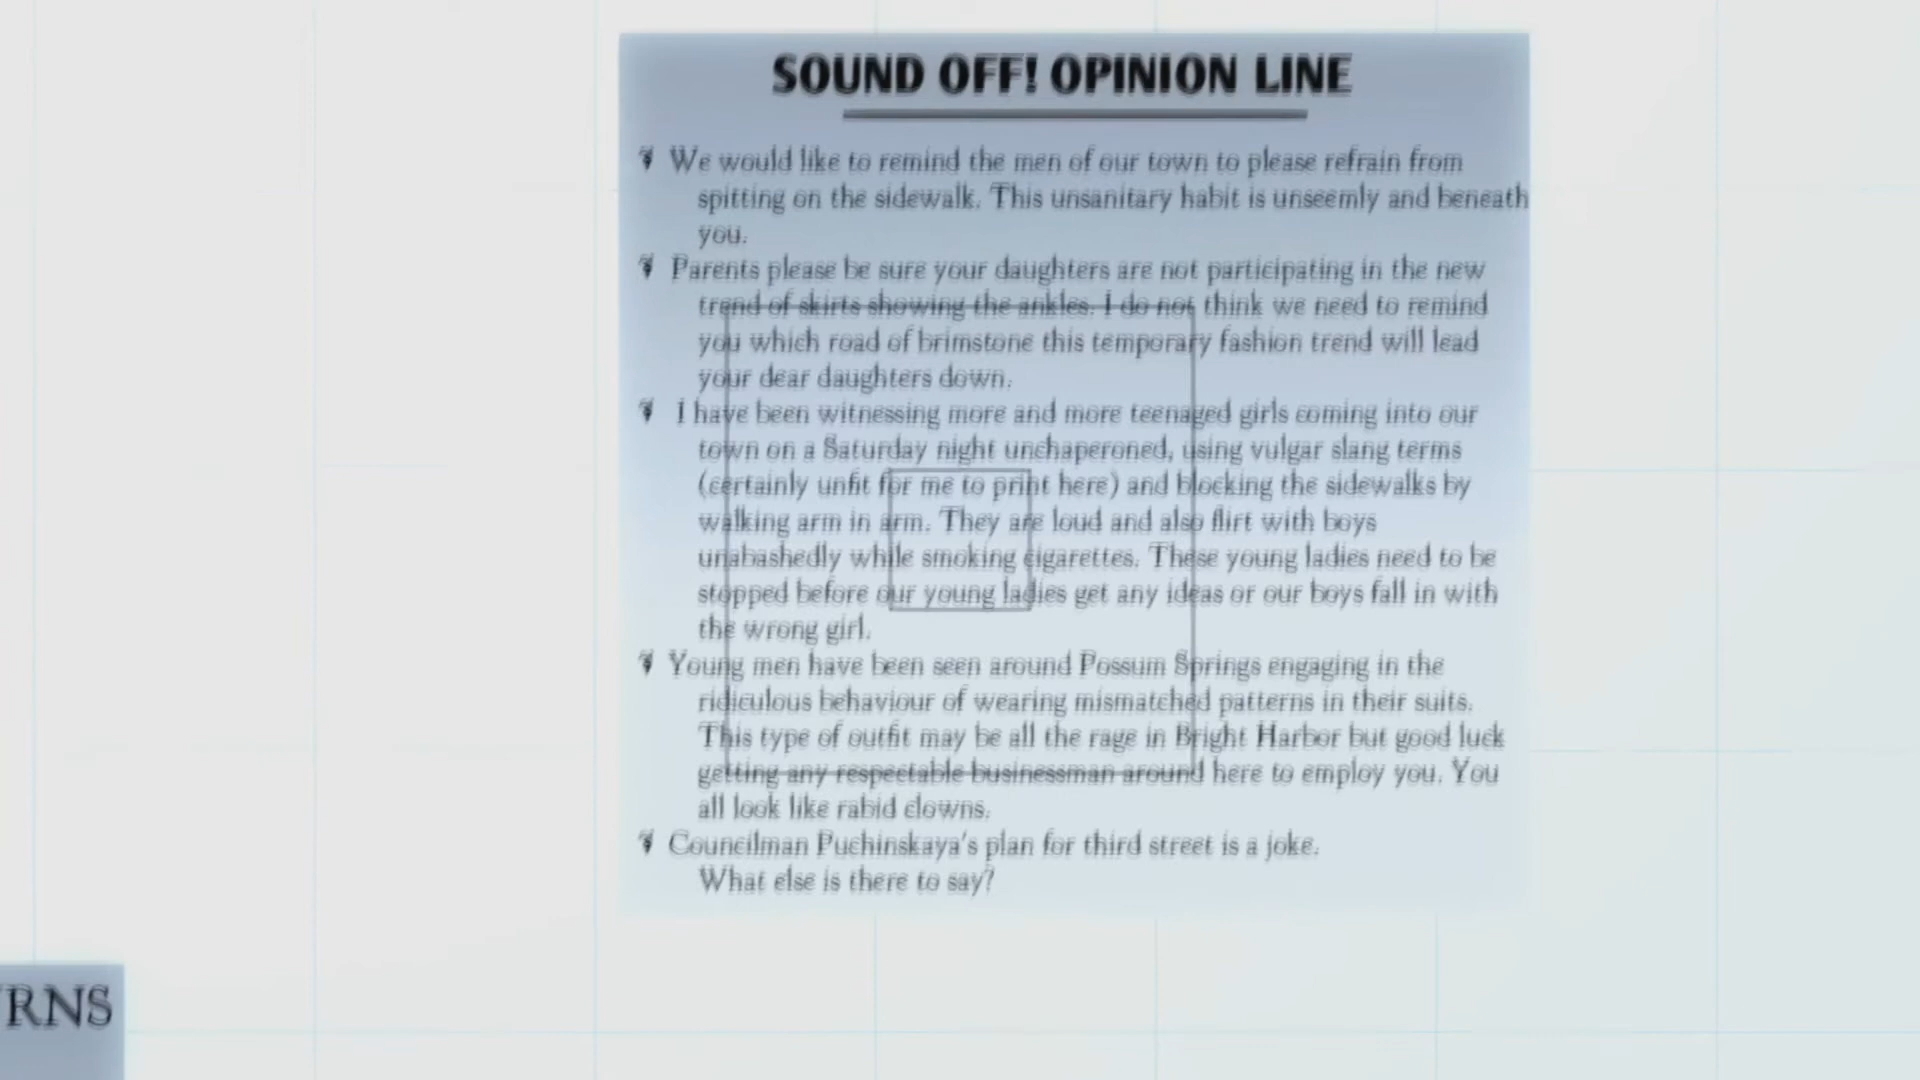 SOUND OFF! OPINION LINE
We would like to remind the men of our town to please refrain from
spitting on the sidewalk. This unsanitary habit is unseemly and beneath
you.
Parents please be sure your daughters are not participating in the new
trend of skirts showing the ankles. I do not think we need to remind
you which road of brimstone this temporary fashion trend will lead
your dear daughters down.
I have been witnessing more and more teenaged girls coming into our
town on a Saturday night unchaperoned, using vulgar slang terms
(certainly unfit for me to print here) and blocking the sidewalks by
walking arm in arm. They are loud and also flirt with boys
unabashedly while smoking cigarettes. These young ladies need to be
stopped before our young ladies get any ideas or our boys fall in with
the wrong girl.
Young men have been seen around Possum Springs engaging in the
ridiculous behaviour of wearing mismatched patterns in their suits.
This type of outfit may be all the rage in Bright Harbor but good luck
getting any respectable businessman around here to employ you. You
all look like rabid clowns.
Councilman Puchinskaya's plan for third street is a joke.
What else is there to say?
RNS